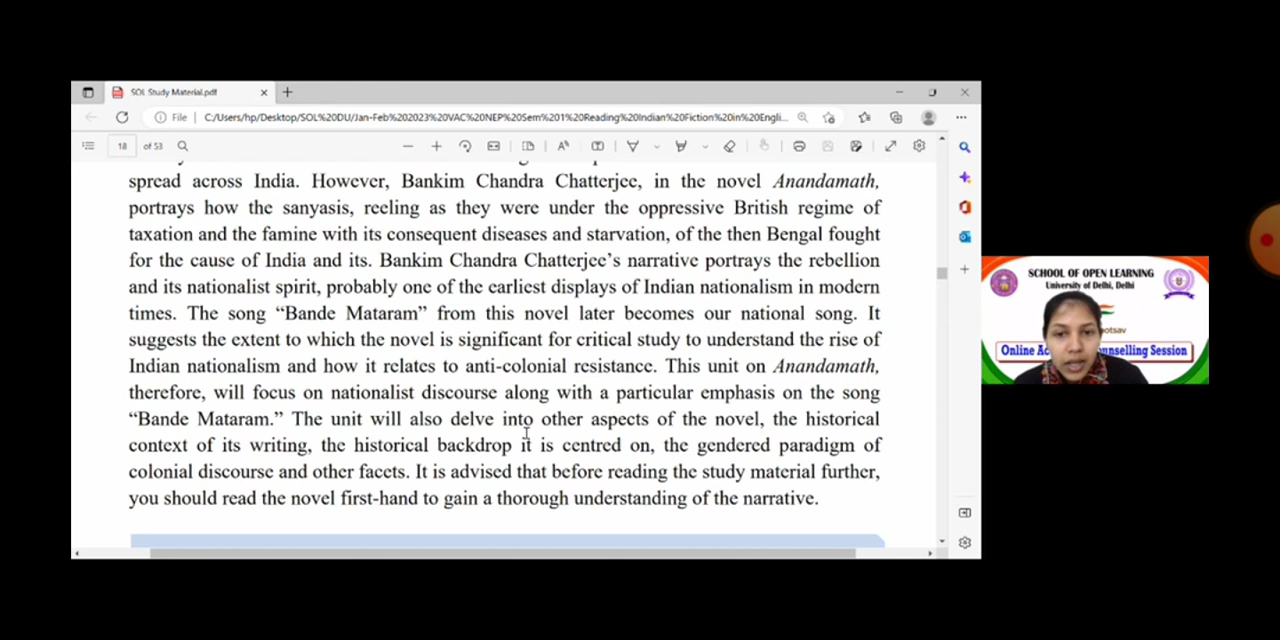 SOL Study Material.pdf
File C:/Users/hp/Desktop/SOL%20DU/Jan-Feb%202023%20VAC%20NEP%20Sem%201%20Reading%20Indian%20Fiction%20in%20Engli...
18 of 53
spread across India. However, Bankim Chandra Chatterjee, in the novel Anandamath,
portrays how the sanyasis, reeling as they were under the oppressive British regime of
taxation and the famine with its consequent diseases and starvation, of the then Bengal fought
for the cause of India and its. Bankim Chandra Chatterjee's narrative portrays the rebellion
and its nationalist spirit, probably one of the earliest displays of Indian nationalism in modern
times. The song “Bande Mataram” from this novel later becomes our national song. It
suggests the extent to which the novel is significant for critical study to understand the rise of
Indian nationalism and how it relates to anti-colonial resistance. This unit on Anandamath,
therefore, will focus on nationalist discourse along with a particular emphasis on the song
“Bande Mataram.” The unit will also delve into other aspects of the novel, the historical
context of its writing, the historical backdrop it is centred on, the gendered paradigm of
colonial discourse and other facets. It is advised that before reading the study material further,
you should read the novel first-hand to gain a thorough understanding of the narrative.
SCHOOL OF OPEN LEARNING
University of Delhi, Delhi
otsav
Online Ac unselling Session